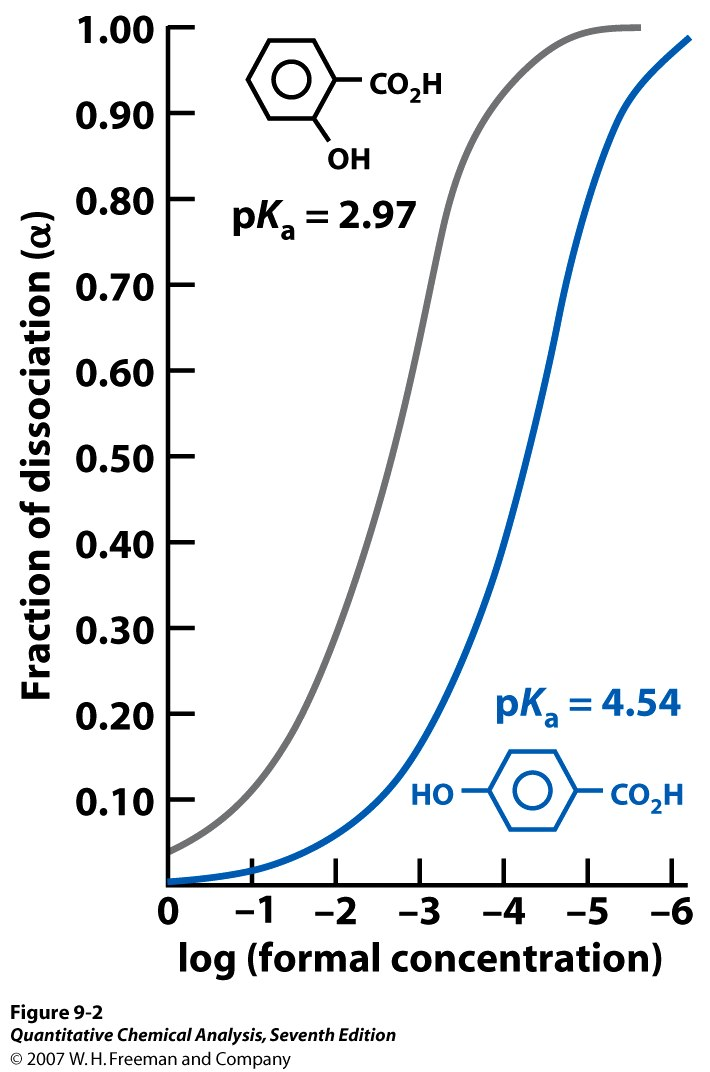 1.00
CO2H
0.90
OH
0.80
pKa = 2.97
0.70
0.60
0.50
0.40
0.30
0.20
pKa = 4.54
0.10
HO
CO2H
Fraction of dissociation (α)
0 −1 −2 −3 −4 −5 −6
log (formal concentration)
Figure 9-2
Quantitative Chemical Analysis, Seventh Edition
© 2007 W. H. Freeman and Company